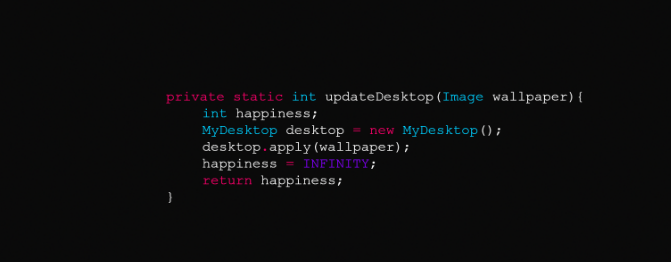 private static int updateDesktop(Image wallpaper){
    int happiness;
    MyDesktop desktop = new MyDesktop();
    desktop.apply(wallpaper);
    happiness = INFINITY;
    return happiness;
}